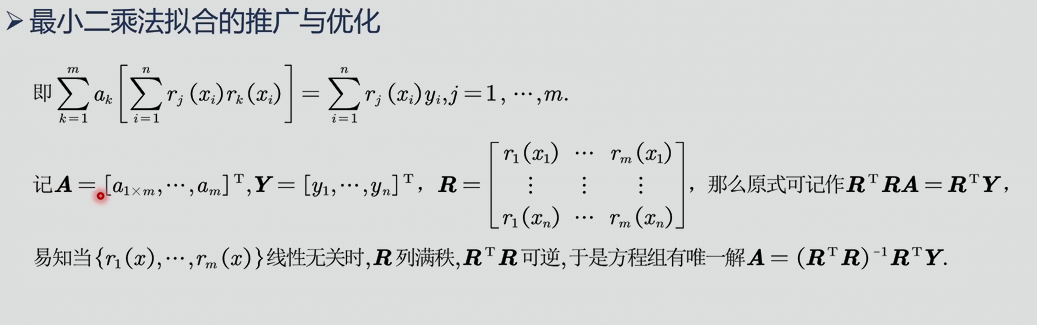 ➢最小二乘法拟合的推广与优化
即 $\sum_{k=1}^{m} a_k \left[ \sum_{i=1}^{n} r_j(x_i) r_k(x_i) \right] = \sum_{i=1}^{n} r_j(x_i) y_i, j=1,\cdots,m.$
记 $\boldsymbol{A}=[a_{1\times m},\cdots,a_m]^{\mathrm{T}}, \boldsymbol{Y}=[y_1,\cdots,y_n]^{\mathrm{T}}$，$\boldsymbol{R}=\begin{bmatrix} r_1(x_1) & \cdots & r_m(x_1) \\ \vdots & \vdots & \vdots \\ r_1(x_n) & \cdots & r_m(x_n) \end{bmatrix}$，那么原式可记作 $\boldsymbol{R}^{\mathrm{T}}\boldsymbol{R}\boldsymbol{A}=\boldsymbol{R}^{\mathrm{T}}\boldsymbol{Y}$，
易知当$\{r_1(x),\cdots,r_m(x)\}$线性无关时,$\boldsymbol{R}$列满秩,$\boldsymbol{R}^{\mathrm{T}}\boldsymbol{R}$可逆,于是方程组有唯一解$\boldsymbol{A}=(\boldsymbol{R}^{\mathrm{T}}\boldsymbol{R})^{-1}\boldsymbol{R}^{\mathrm{T}}\boldsymbol{Y}.$